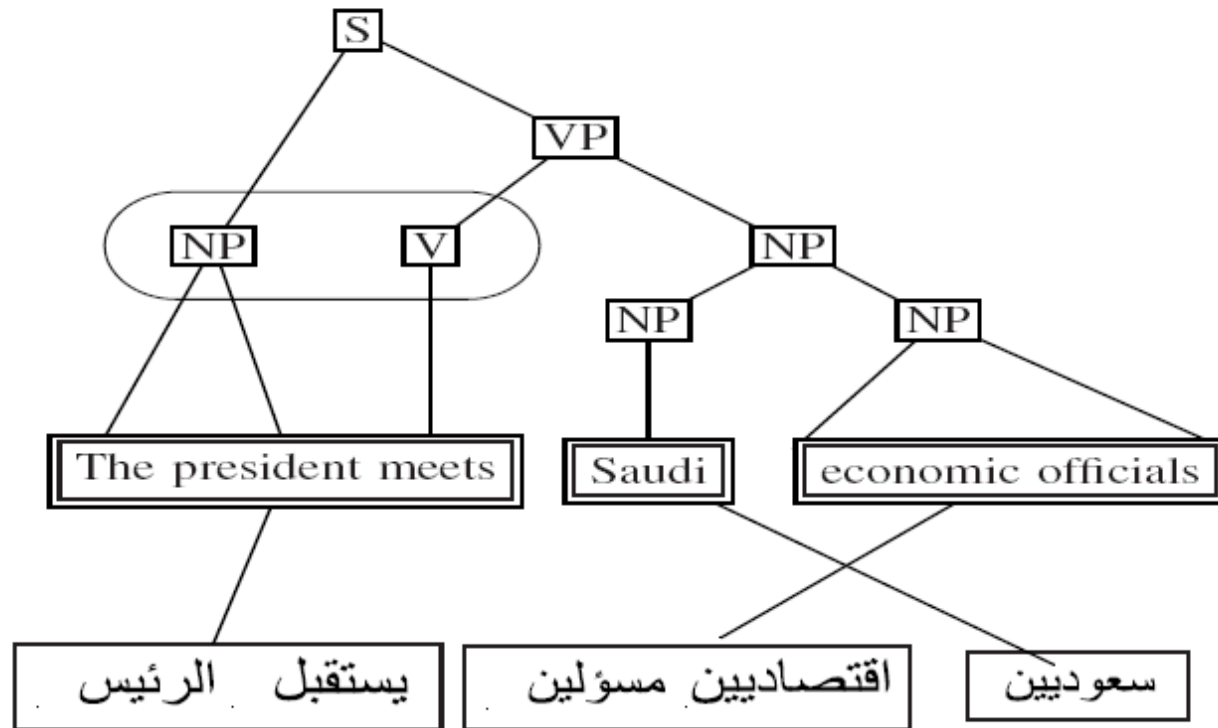 S
VP
NP V NP
NP NP
The president meets Saudi economic officials
يستقبل الرئيس
اقتصاديين مسؤلين
سعوديين